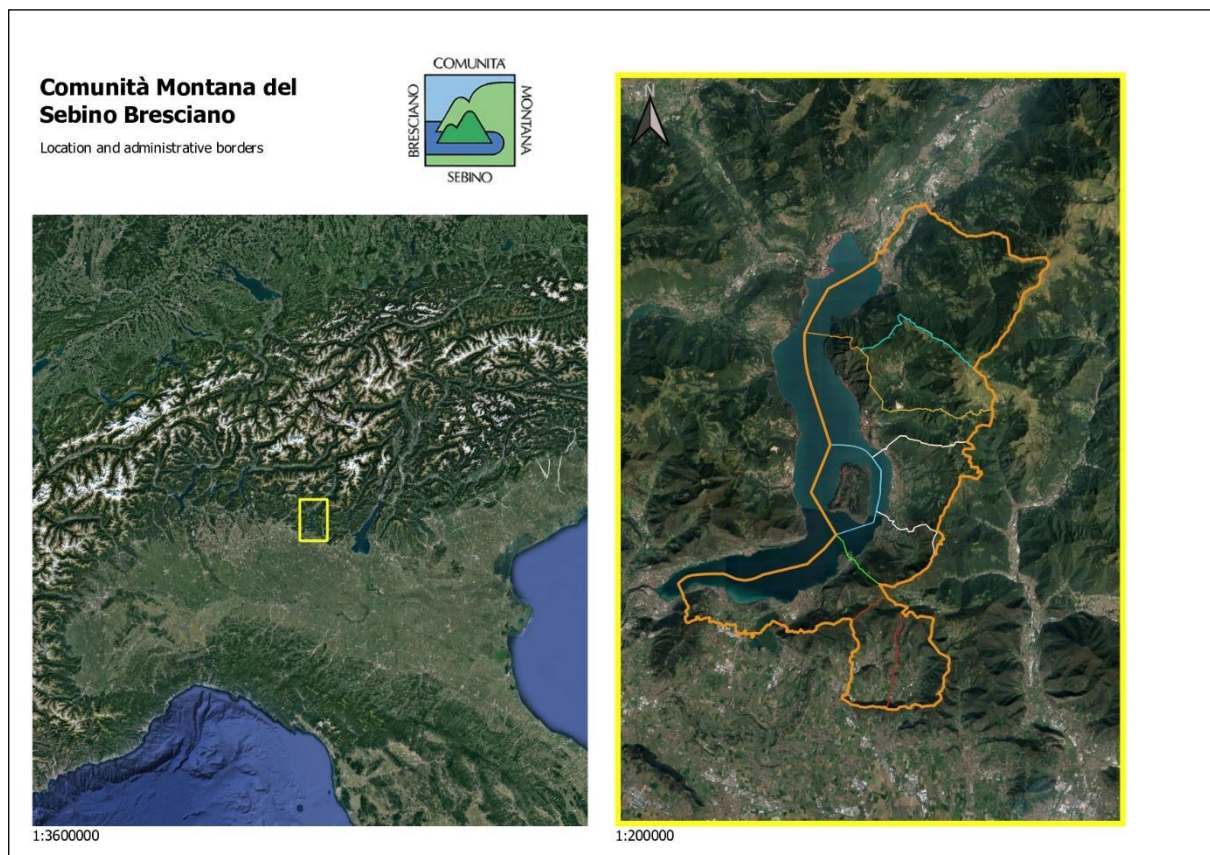 Comunità Montana del
Sebino Bresciano
Location and administrative borders
COMUNITÀ
MONTANA
BRESCIANO
SEBINO
N
1:3600000
1:200000